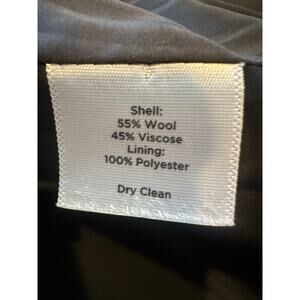 Shell:
55% Wool
45% Viscose
Lining:
100% Polyester
Dry Clean